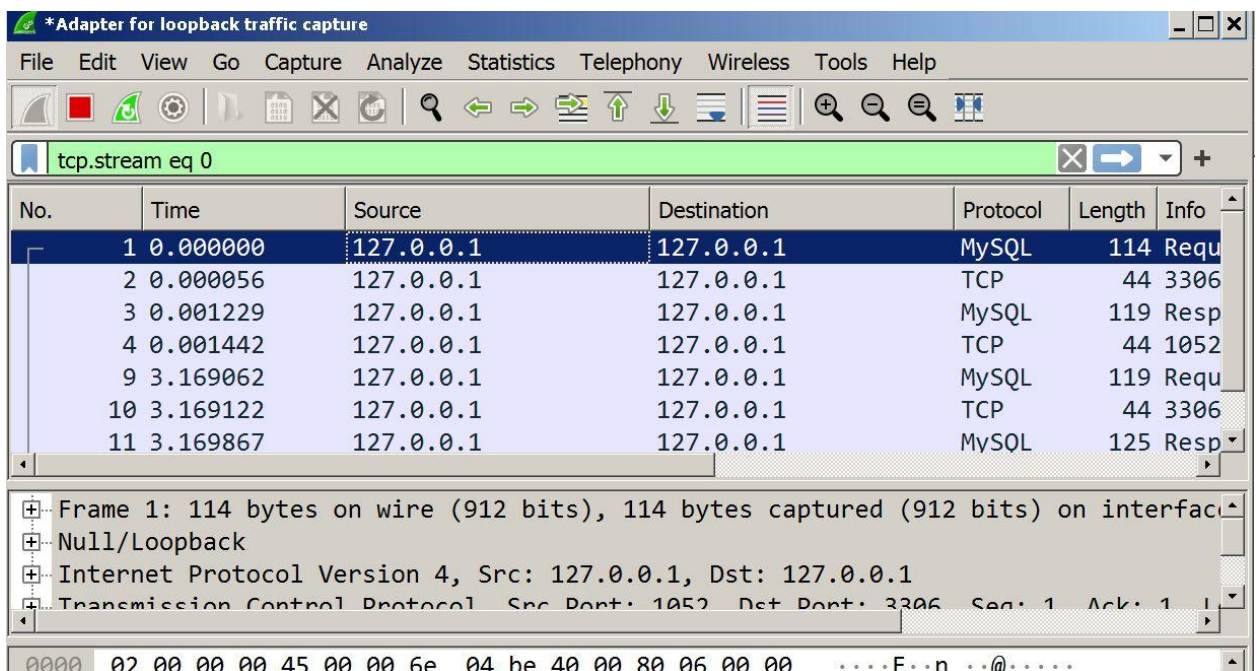 *Adapter for loopback traffic capture
File Edit View Go Capture Analyze Statistics Telephony Wireless Tools Help
tcp.stream eq 0
No. Time Source Destination Protocol Length Info
1 0.000000 127.0.0.1 127.0.0.1 MySQL 114 Requ
2 0.000056 127.0.0.1 127.0.0.1 TCP 44 3306
3 0.001229 127.0.0.1 127.0.0.1 MySQL 119 Resp
4 0.001442 127.0.0.1 127.0.0.1 TCP 44 1052
9 3.169062 127.0.0.1 127.0.0.1 MySQL 119 Requ
10 3.169122 127.0.0.1 127.0.0.1 TCP 44 3306
11 3.169867 127.0.0.1 127.0.0.1 MySQL 125 Resp
Frame 1: 114 bytes on wire (912 bits), 114 bytes captured (912 bits) on interfac
Null/Loopback
Internet Protocol Version 4, Src: 127.0.0.1, Dst: 127.0.0.1
Transmission Control Protocol, Src Port: 1052, Dst Port: 3306, Seq: 1, Ack: 1, L
0000 02 00 00 00 45 00 00 6e 04 be 40 00 80 06 00 00 ····E··n ··@·····